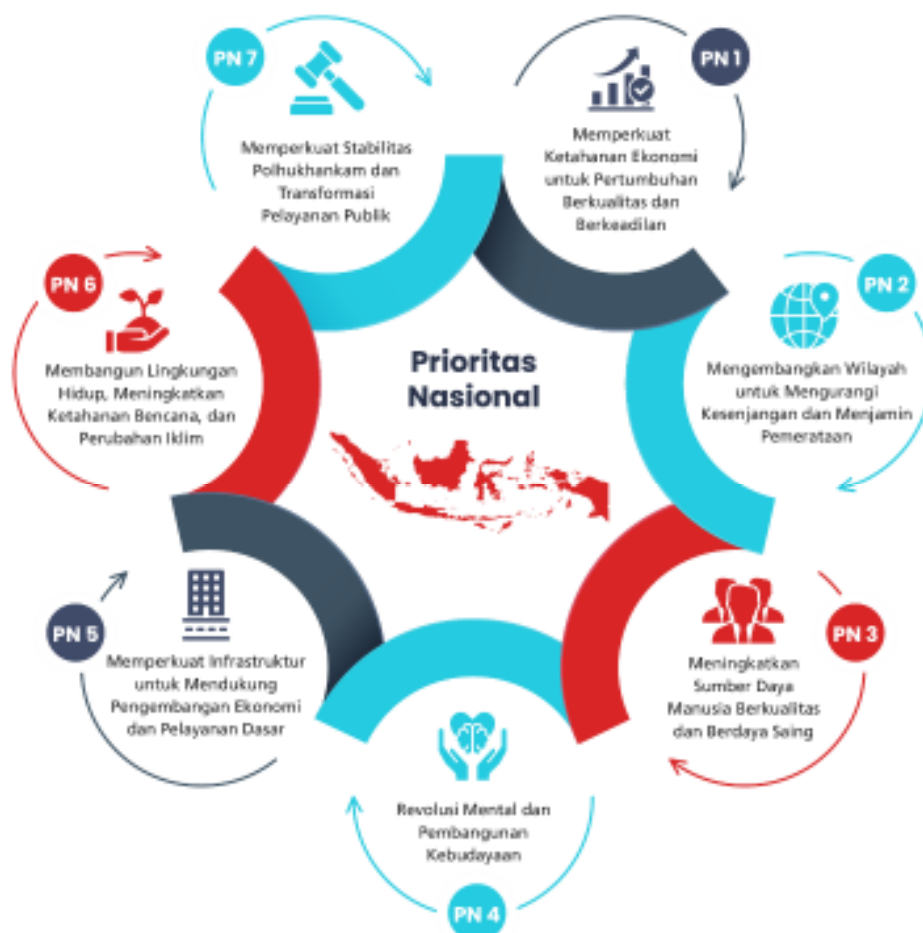 Prioritas
Nasional
PN 1
Memperkuat
Ketahanan Ekonomi
untuk Pertumbuhan
Berkualitas dan
Berkeadilan
PN 2
Mengembangkan Wilayah
untuk Mengurangi
Kesenjangan dan Menjamin
Pemerataan
PN 3
Meningkatkan
Sumber Daya
Manusia Berkualitas
dan Berdaya Saing
PN 4
Revolusi Mental dan
Pembangunan
Kebudayaan
PN 5
Memperkuat Infrastruktur
untuk Mendukung
Pengembangan Ekonomi
dan Pelayanan Dasar
PN 6
Membangun Lingkungan
Hidup, Meningkatkan
Ketahanan Bencana, dan
Perubahan Iklim
PN 7
Memperkuat Stabilitas
Polhukhankam dan
Transformasi
Pelayanan Publik